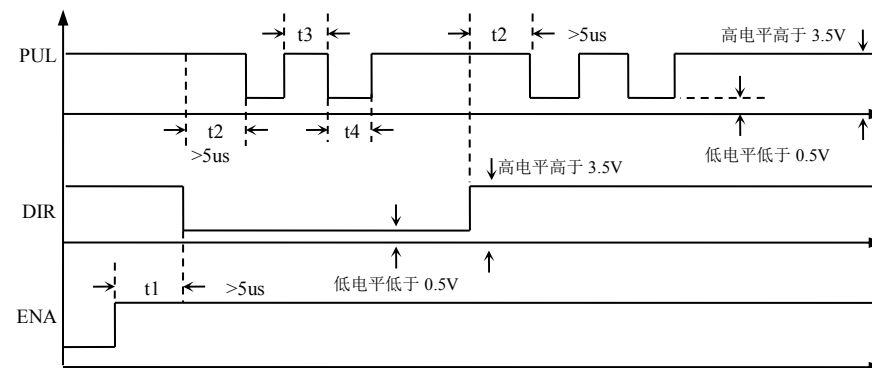 t3
t2
>5us
高电平高于 3.5V
PUL
t2
t4
>5us
低电平低于 0.5V
高电平高于 3.5V
DIR
t1
>5us
低电平低于 0.5V
ENA